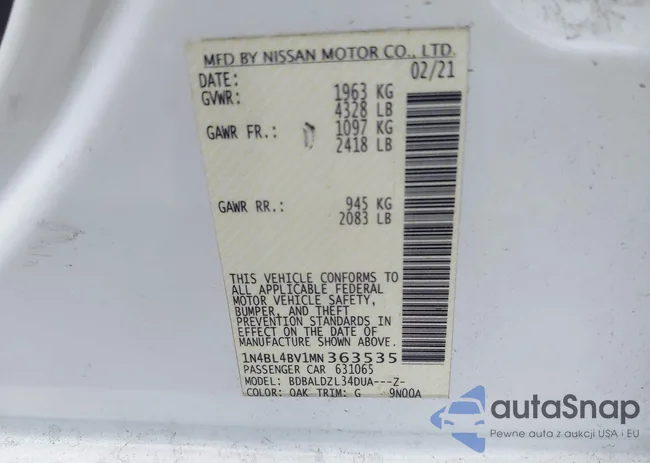 MFD BY NISSAN MOTOR CO., LTD.
DATE: 02/21
GVWR: 1963 KG
4328 LB
GAWR FR.: 1097 KG
2418 LB
GAWR RR.: 945 KG
2083 LB
THIS VEHICLE CONFORMS TO
ALL APPLICABLE FEDERAL
MOTOR VEHICLE SAFETY,
BUMPER, AND THEFT
PREVENTION STANDARDS IN
EFFECT ON THE DATE OF
MANUFACTURE SHOWN ABOVE.
1N4BL4BV1MN363535
PASSENGER CAR 631065
MODEL: BDBALDZL34DUA---Z-
COLOR: QAK TRIM: G 9N00A
autaSnap
Pewne auta z aukcji USA i EU